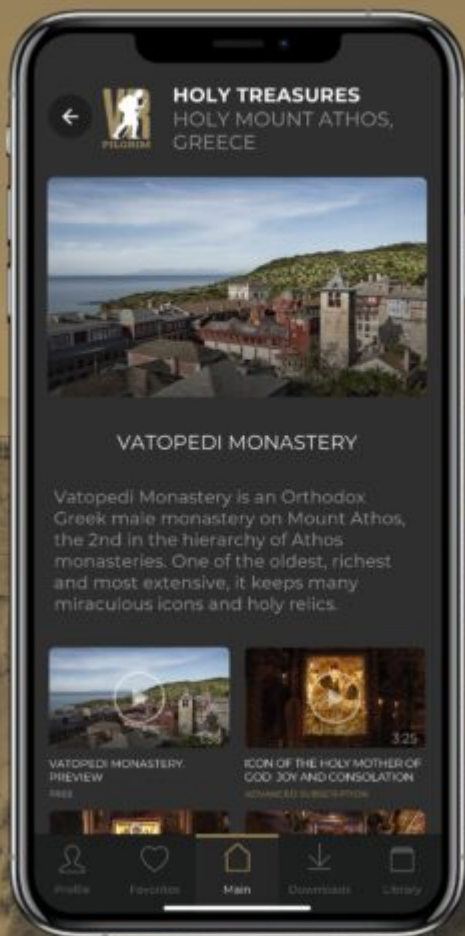 HOLY TREASURES
HOLY MOUNT ATHOS,
GREECE
VR
PILGRIM
VATOPEDI MONASTERY
Vatopedi Monastery is an Orthodox
Greek male monastery on Mount Athos,
the 2nd in the hierarchy of Athos
monasteries. One of the oldest, richest
and most extensive, it keeps many
miraculous icons and holy relics.
3:25
VATOPEDI MONASTERY.
PREVIEW
FREE
ICON OF THE HOLY MOTHER OF
GOD: JOY AND CONSOLATION
ADVANCED SUBSCRIPTION
Profile
Favorites
Main
Downloads
Library